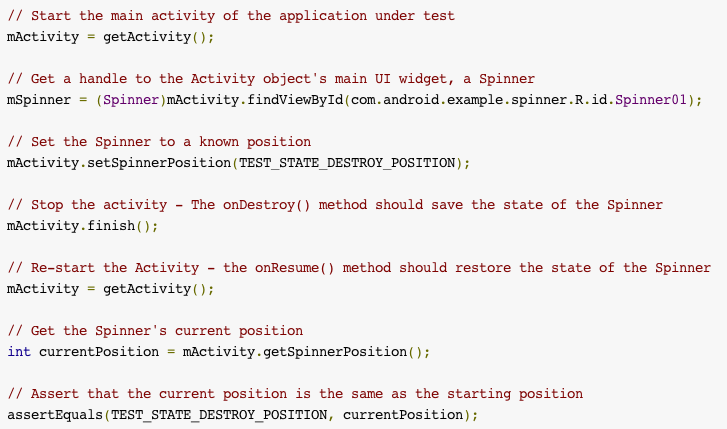 // Start the main activity of the application under test
mActivity = getActivity();
// Get a handle to the Activity object's main UI widget, a Spinner
mSpinner = (Spinner)mActivity.findViewById(com.android.example.spinner.R.id.Spinner01);
// Set the Spinner to a known position
mActivity.setSpinnerPosition(TEST_STATE_DESTROY_POSITION);
// Stop the activity - The onDestroy() method should save the state of the Spinner
mActivity.finish();
// Re-start the Activity - the onResume() method should restore the state of the Spinner
mActivity = getActivity();
// Get the Spinner's current position
int currentPosition = mActivity.getSpinnerPosition();
// Assert that the current position is the same as the starting position
assertEquals(TEST_STATE_DESTROY_POSITION, currentPosition);